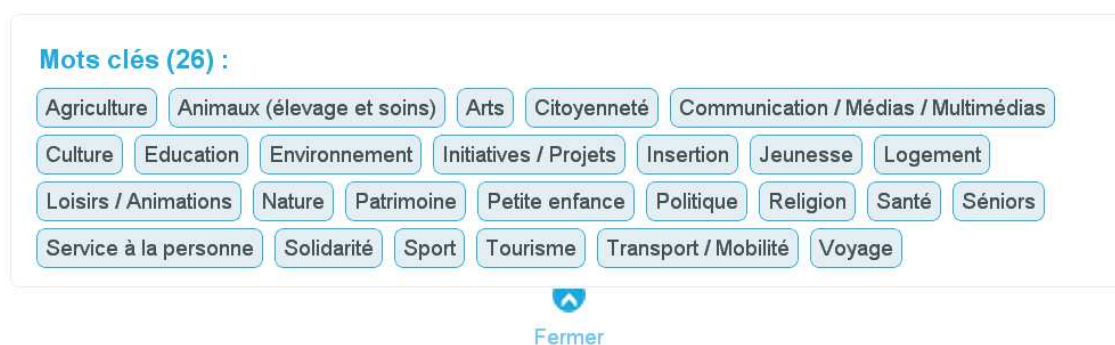 Mots clés (26) :
Agriculture Animaux (élevage et soins) Arts Citoyenneté Communication / Médias / Multimédias
Culture Education Environnement Initiatives / Projets Insertion Jeunesse Logement
Loisirs / Animations Nature Patrimoine Petite enfance Politique Religion Santé Séniors
Service à la personne Solidarité Sport Tourisme Transport / Mobilité Voyage
Fermer